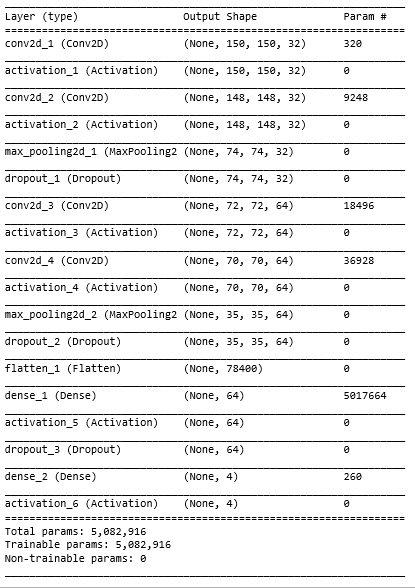 Layer (type) Output Shape Param #
conv2d_1 (Conv2D) (None, 150, 150, 32) 320
activation_1 (Activation) (None, 150, 150, 32) 0
conv2d_2 (Conv2D) (None, 148, 148, 32) 9248
activation_2 (Activation) (None, 148, 148, 32) 0
max_pooling2d_1 (MaxPooling2 (None, 74, 74, 32) 0
dropout_1 (Dropout) (None, 74, 74, 32) 0
conv2d_3 (Conv2D) (None, 72, 72, 64) 18496
activation_3 (Activation) (None, 72, 72, 64) 0
conv2d_4 (Conv2D) (None, 70, 70, 64) 36928
activation_4 (Activation) (None, 70, 70, 64) 0
max_pooling2d_2 (MaxPooling2 (None, 35, 35, 64) 0
dropout_2 (Dropout) (None, 35, 35, 64) 0
flatten_1 (Flatten) (None, 78400) 0
dense_1 (Dense) (None, 64) 5017664
activation_5 (Activation) (None, 64) 0
dropout_3 (Dropout) (None, 64) 0
dense_2 (Dense) (None, 4) 260
activation_6 (Activation) (None, 4) 0
Total params: 5,082,916
Trainable params: 5,082,916
Non-trainable params: 0